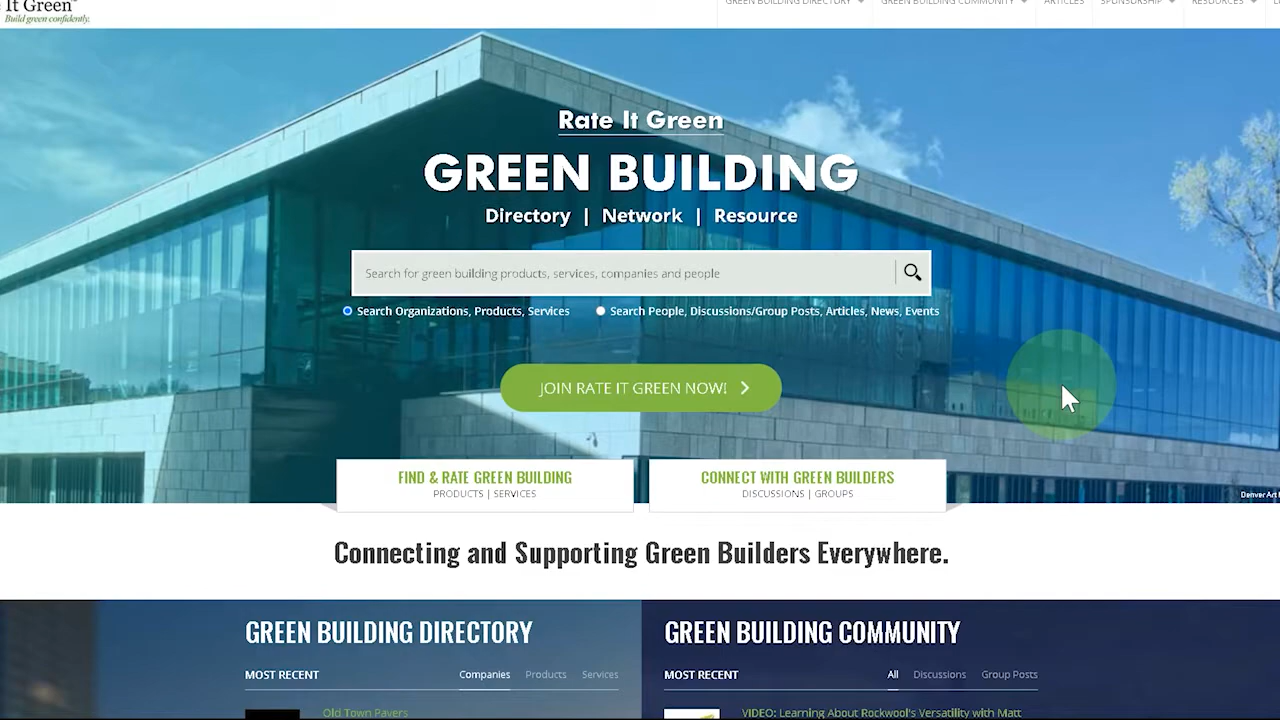 It Green™
Build green confidently.
GREEN BUILDING DIRECTORY
GREEN BUILDING COMMUNITY
ARTICLES
SPONSORSHIP
RESOURCES
Rate It Green
GREEN BUILDING
Directory | Network | Resource
Search for green building products, services, companies and people
Search Organizations, Products, Services
Search People, Discussions/Group Posts, Articles, News, Events
JOIN RATE IT GREEN NOW!
FIND & RATE GREEN BUILDING
PRODUCTS | SERVICES
CONNECT WITH GREEN BUILDERS
DISCUSSIONS | GROUPS
Denver Art
Connecting and Supporting Green Builders Everywhere.
GREEN BUILDING DIRECTORY
MOST RECENT
Companies
Products
Services
Old Town Pavers
GREEN BUILDING COMMUNITY
MOST RECENT
All
Discussions
Group Posts
VIDEO: Learning About Rockwool's Versatility with Matt